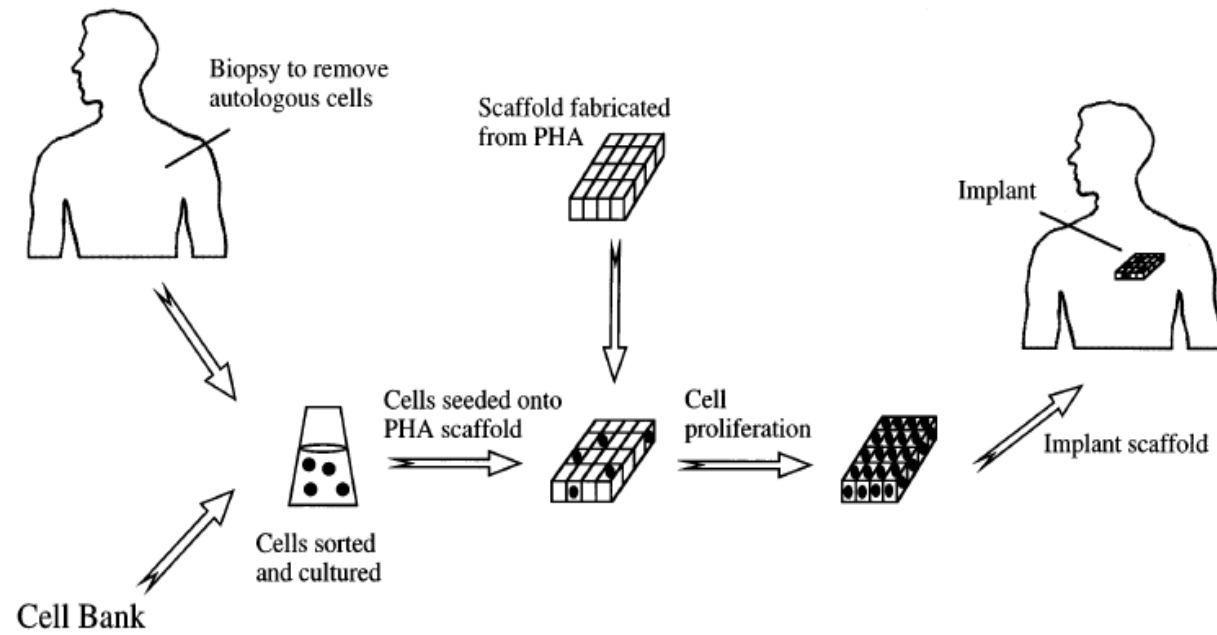 Biopsy to remove
autologous cells
Scaffold fabricated
from PHA
Implant
Cells seeded onto
PHA scaffold
Cell
proliferation
Implant scaffold
Cells sorted
and cultured
Cell Bank